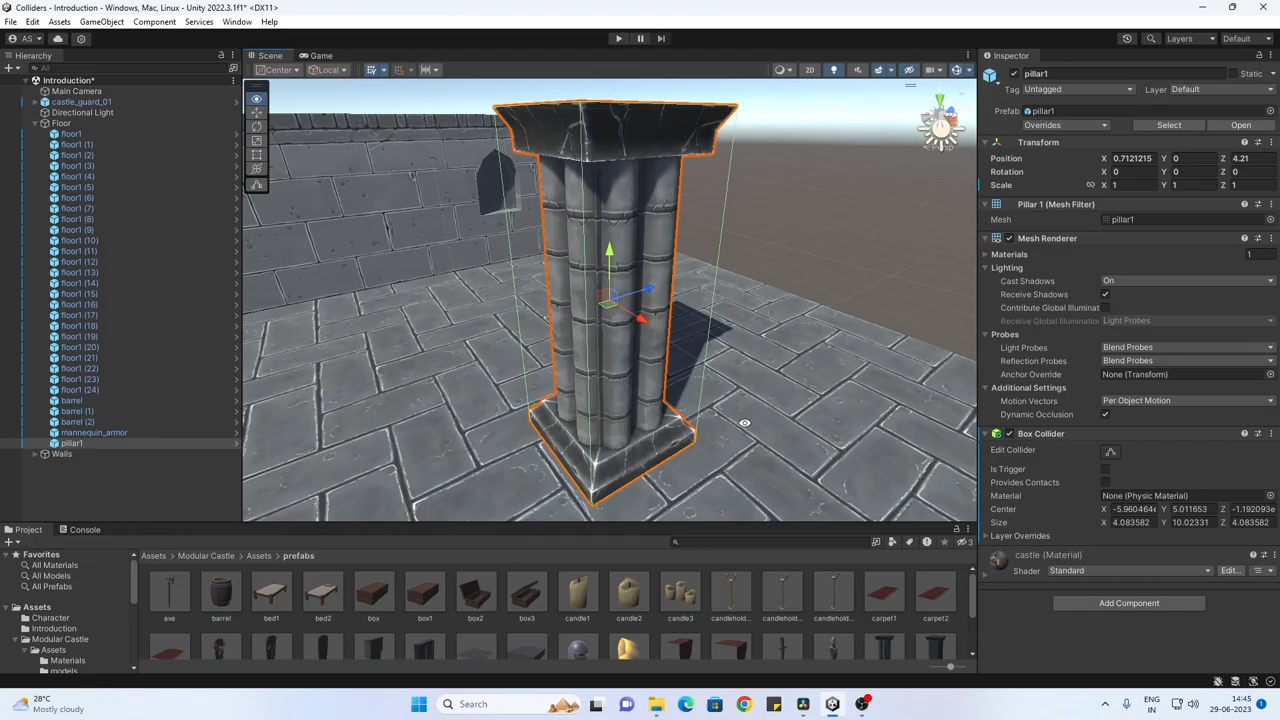 Colliders - Introduction - Windows, Mac, Linux - Unity 2022.3.1f1* <DX11>
File Edit Assets GameObject Component Services Window Help
AS
Layers Default
Hierarchy
All
Introduction*
Main Camera
castle_guard_01
Directional Light
Floor
floor1
floor1 (1)
floor1 (2)
floor1 (3)
floor1 (4)
floor1 (5)
floor1 (6)
floor1 (7)
floor1 (8)
floor1 (9)
floor1 (10)
floor1 (11)
floor1 (12)
floor1 (13)
floor1 (14)
floor1 (15)
floor1 (16)
floor1 (17)
floor1 (18)
floor1 (19)
floor1 (20)
floor1 (21)
floor1 (22)
floor1 (23)
floor1 (24)
barrel
barrel (1)
barrel (2)
mannequin_armor
pillar1
Walls
Scene Game
Center Local
2D
Persp
Inspector
pillar1 Static
Tag Untagged Layer Default
Prefab pillar1
Overrides Select Open
Transform
Position X 0.7121215 Y 0 Z 4.21
Rotation X 0 Y 0 Z 0
Scale X 1 Y 1 Z 1
Pillar 1 (Mesh Filter)
Mesh pillar1
Mesh Renderer
Materials 1
Lighting
Cast Shadows On
Receive Shadows
Contribute Global Illuminat
Receive Global Illumination Light Probes
Probes
Light Probes Blend Probes
Reflection Probes Blend Probes
Anchor Override None (Transform)
Additional Settings
Motion Vectors Per Object Motion
Dynamic Occlusion
Box Collider
Edit Collider
Is Trigger
Provides Contacts
Material None (Physic Material)
Center X -5.960464e Y 5.011653 Z -1.192093e
Size X 4.083582 Y 10.02331 Z 4.083582
Layer Overrides
castle (Material)
Shader Standard Edit...
Add Component
Project Console
3
Favorites
All Materials
All Models
All Prefabs
Assets
Character
Introduction
Modular Castle
Assets
Materials
models
Assets > Modular Castle > Assets > prefabs
axe barrel bed1 bed2 box box1 box2 box3 candle1 candle2 candle3 candlehold... candlehold... candlehold... carpet1 carpet2
28°C
Mostly cloudy
Search
ENG
IN
14:45
29-06-2023